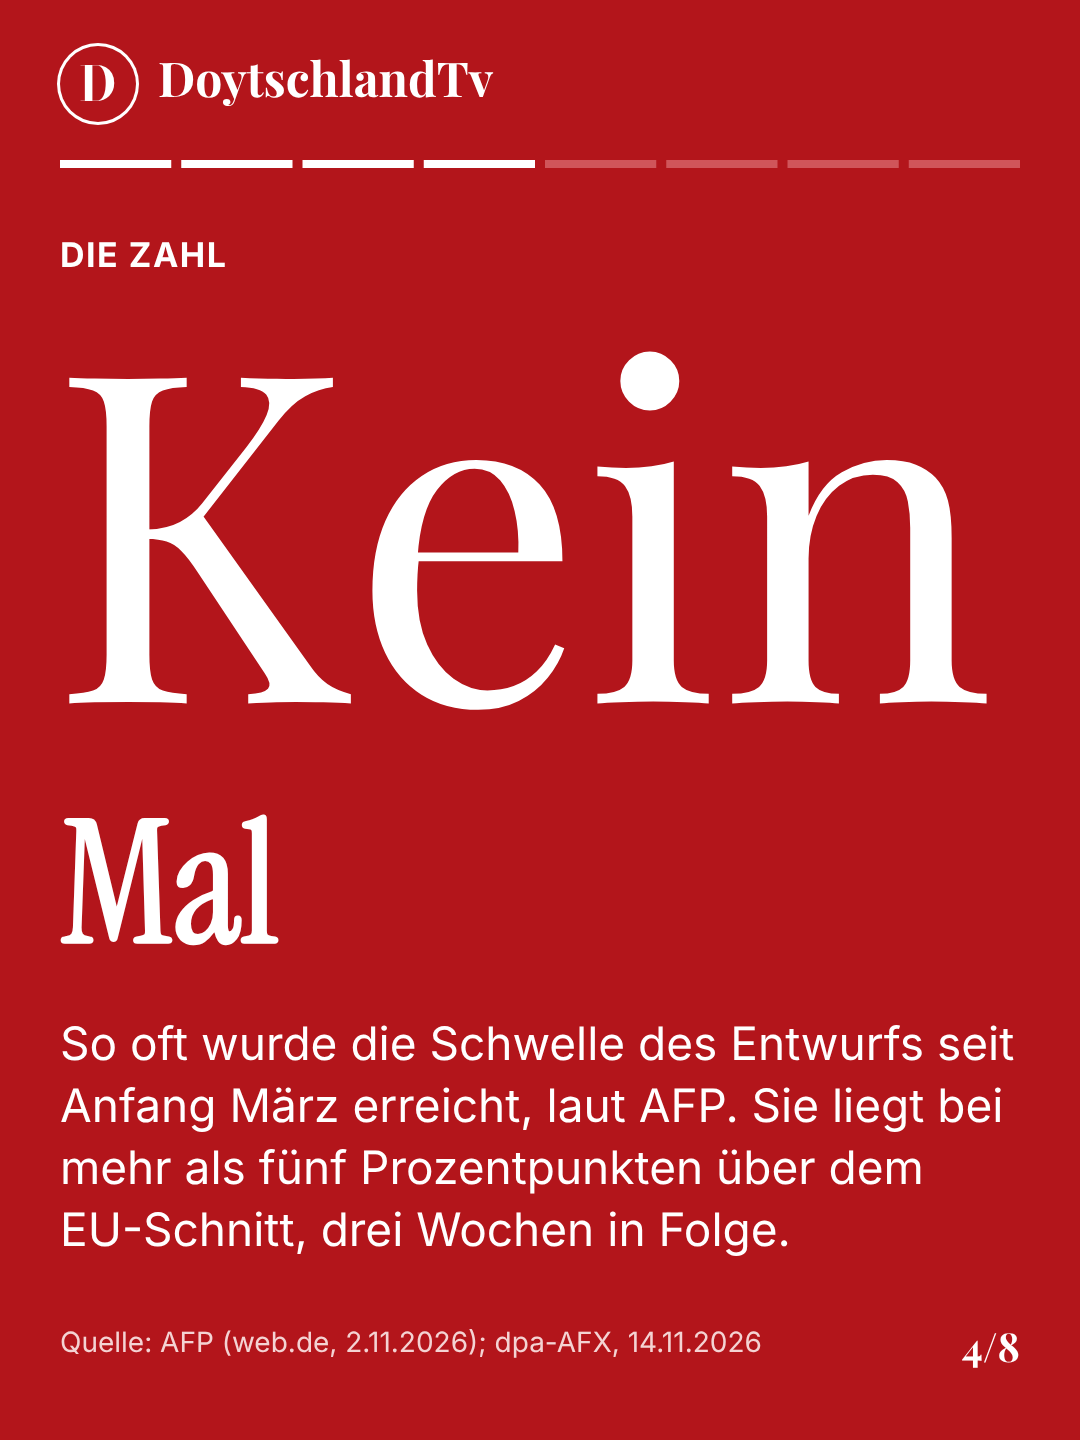 D DoytschlandTv
DIE ZAHL
Kein
Mal
So oft wurde die Schwelle des Entwurfs seit
Anfang März erreicht, laut AFP. Sie liegt bei
mehr als fünf Prozentpunkten über dem
EU-Schnitt, drei Wochen in Folge.
Quelle: AFP (web.de, 2.11.2026); dpa-AFX, 14.11.2026
4/8